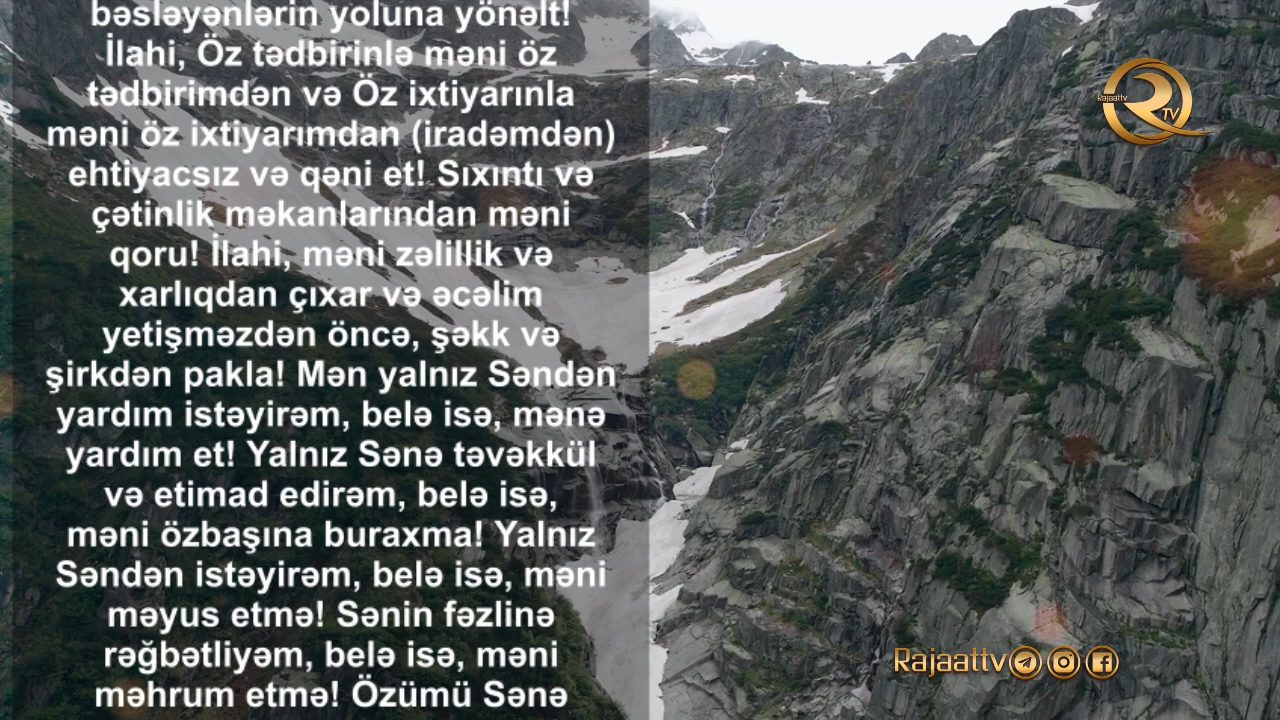 bəsləyənlərin yoluna yönəlt!
İlahi, Öz tədbirinlə məni öz
tədbirimdən və Öz ixtiyarınla
məni öz ixtiyarımdan (iradəmdən)
ehtiyacsız və qəni et! Sıxıntı və
çətinlik məkanlarından məni
qoru! İlahi, məni zəlillik və
xarlıqdan çıxar və əcəlim
yetişməzdən öncə, şəkk və
şirkdən pakla! Mən yalnız Səndən
yardım istəyirəm, belə isə, mənə
yardım et! Yalnız Sənə təvəkkül
və etimad edirəm, belə isə,
məni özbaşına buraxma! Yalnız
Səndən istəyirəm, belə isə, məni
məyus etmə! Sənin fəzlinə
rəğbətliyəm, belə isə, məni
məhrum etmə! Özümü Sənə
Rajaattv
TV
Rajaattv